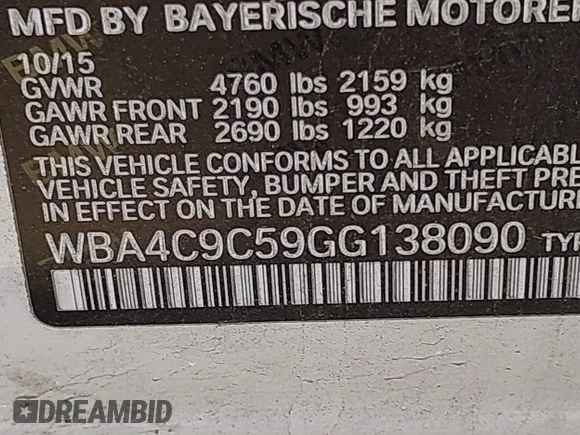 MFD BY BAYERISCHE MOTOREN
10/15
GVWR 4760 lbs 2159 kg
GAWR FRONT 2190 lbs 993 kg
GAWR REAR 2690 lbs 1220 kg
THIS VEHICLE CONFORMS TO ALL APPLICABL
VEHICLE SAFETY, BUMPER AND THEFT PRE
IN EFFECT ON THE DATE OF MANUFACTUR
WBA4C9C59GG138090 TYP
DREAMBID